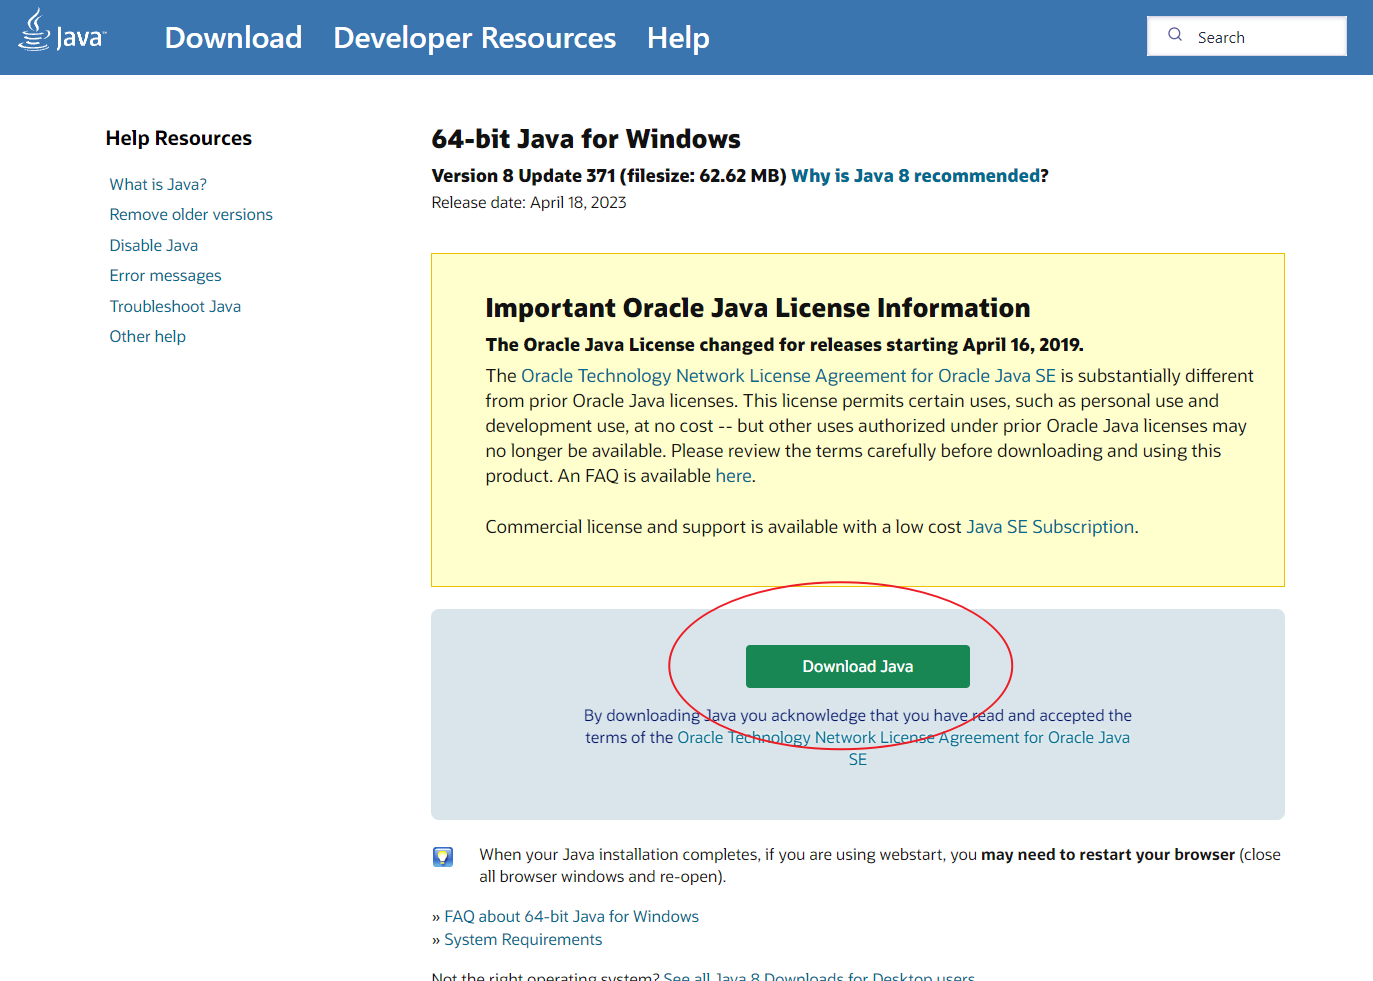 Java™
Download
Developer Resources
Help
Search
Help Resources
What is Java?
Remove older versions
Disable Java
Error messages
Troubleshoot Java
Other help
64-bit Java for Windows
Version 8 Update 371 (filesize: 62.62 MB) Why is Java 8 recommended?
Release date: April 18, 2023
Important Oracle Java License Information
The Oracle Java License changed for releases starting April 16, 2019.
The Oracle Technology Network License Agreement for Oracle Java SE is substantially different
from prior Oracle Java licenses. This license permits certain uses, such as personal use and
development use, at no cost -- but other uses authorized under prior Oracle Java licenses may
no longer be available. Please review the terms carefully before downloading and using this
product. An FAQ is available here.
Commercial license and support is available with a low cost Java SE Subscription.
Download Java
By downloading Java you acknowledge that you have read and accepted the
terms of the Oracle Technology Network License Agreement for Oracle Java
SE
When your Java installation completes, if you are using webstart, you may need to restart your browser (close
all browser windows and re-open).
» FAQ about 64-bit Java for Windows
» System Requirements
Not the right operating system? See all Java 8 Downloads for Desktop users